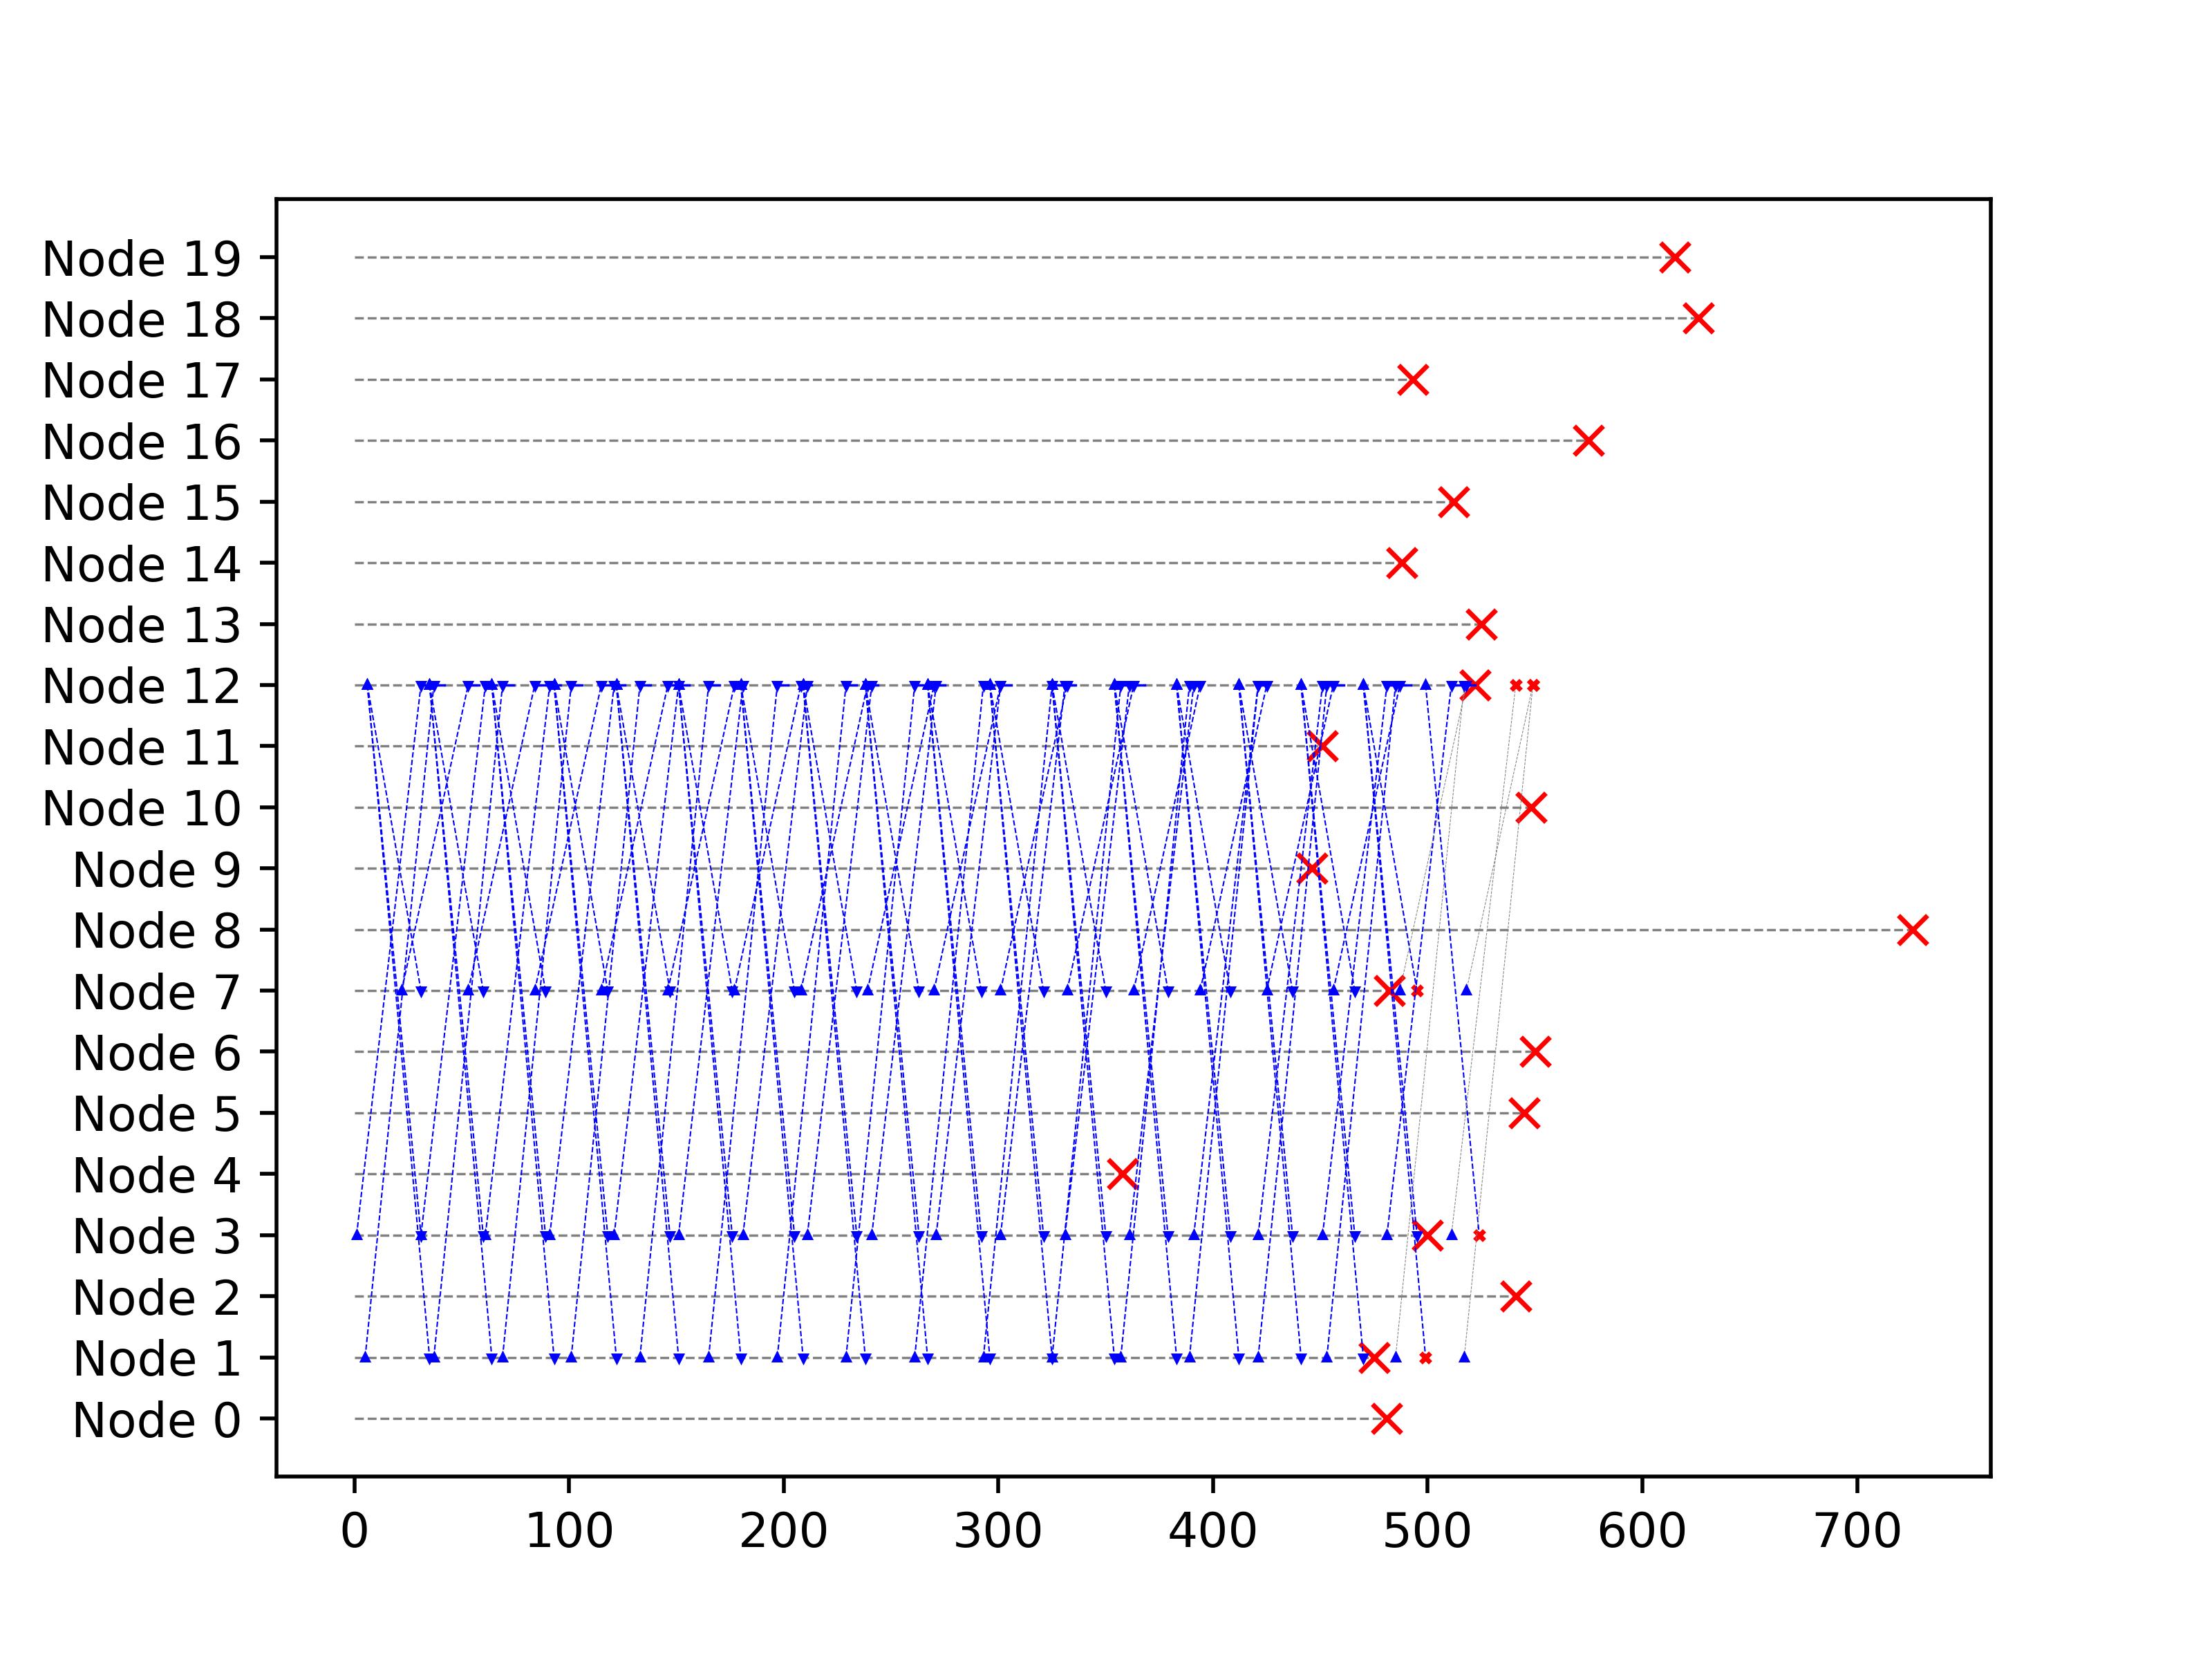 Node 19
Node 18
Node 17
Node 16
Node 15
Node 14
Node 13
Node 12
Node 11
Node 10
Node 9
Node 8
Node 7
Node 6
Node 5
Node 4
Node 3
Node 2
Node 1
Node 0
0 100 200 300 400 500 600 700